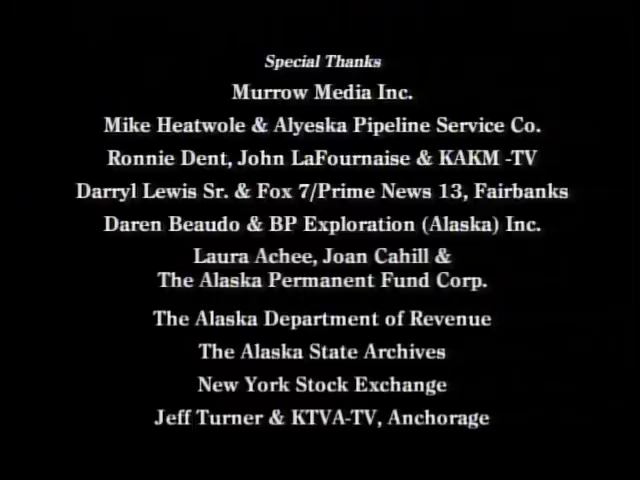 Special Thanks
Murrow Media Inc.
Mike Heatwole & Alyeska Pipeline Service Co.
Ronnie Dent, John LaFournaise & KAKM -TV
Darryl Lewis Sr. & Fox 7/Prime News 13, Fairbanks
Daren Beaudo & BP Exploration (Alaska) Inc.
Laura Achee, Joan Cahill &
The Alaska Permanent Fund Corp.
The Alaska Department of Revenue
The Alaska State Archives
New York Stock Exchange
Jeff Turner & KTVA-TV, Anchorage